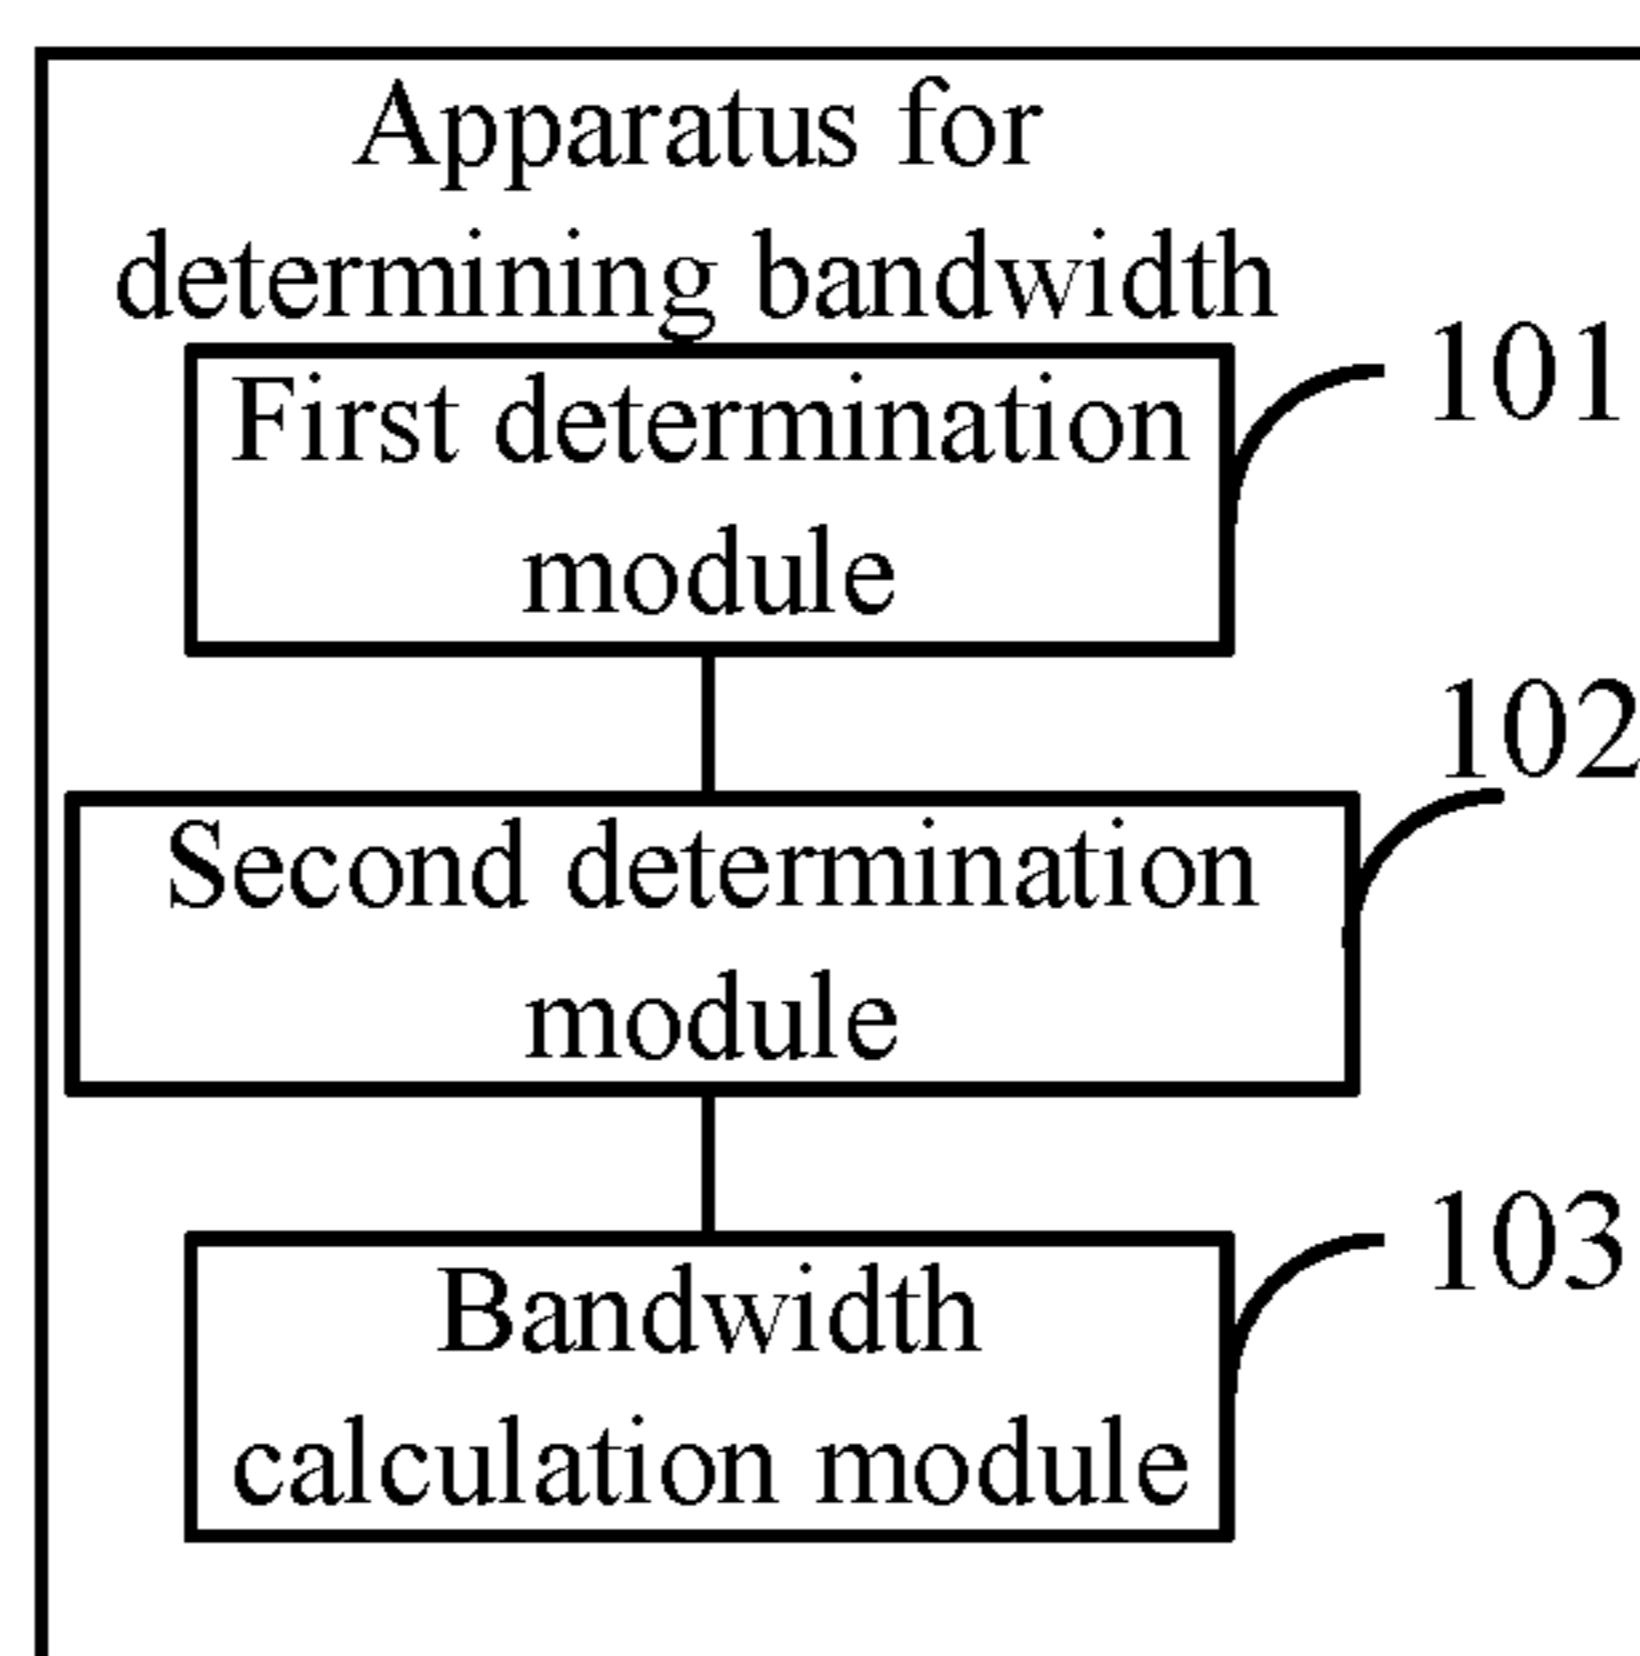 Apparatus for
determining bandwidth
First determination
module
101
102
Second determination
module
103
Bandwidth
calculation module